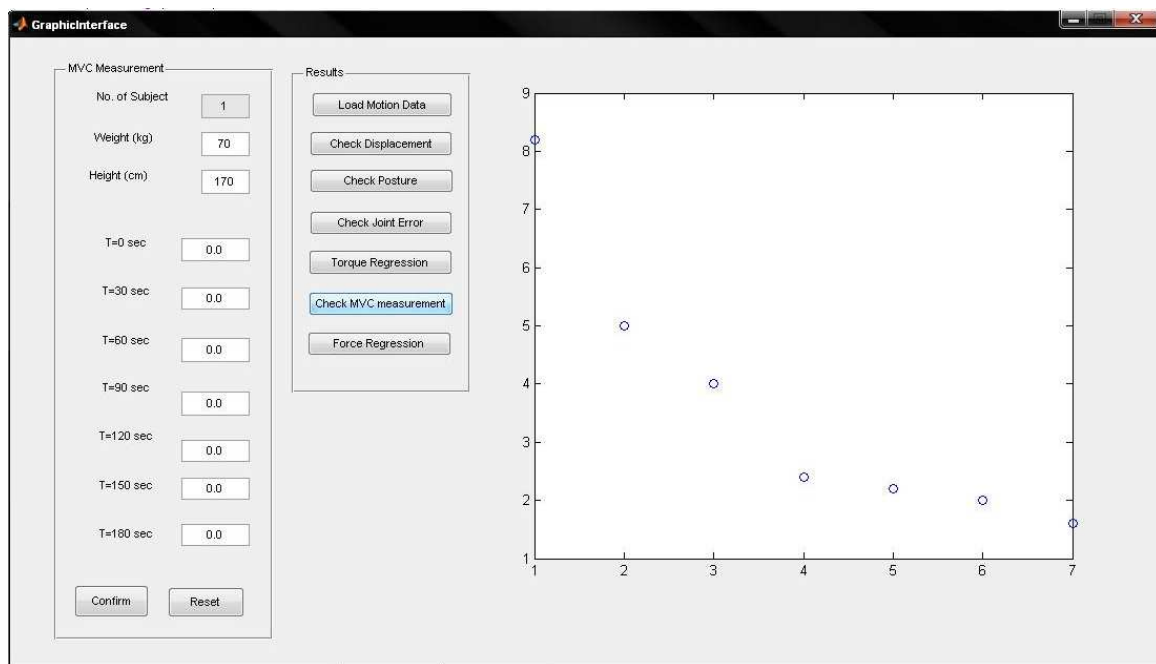 GraphicInterface
MVC Measurement
No. of Subject
1
Weight (kg)
70
Height (cm)
170
T=0 sec
0.0
T=30 sec
0.0
T=60 sec
0.0
T=90 sec
0.0
T=120 sec
0.0
T=150 sec
0.0
T=180 sec
0.0
Confirm
Reset
Results
Load Motion Data
Check Displacement
Check Posture
Check Joint Error
Torque Regression
Check MVC measurement
Force Regression
9
8
7
6
5
4
3
2
1
1 2 3 4 5 6 7